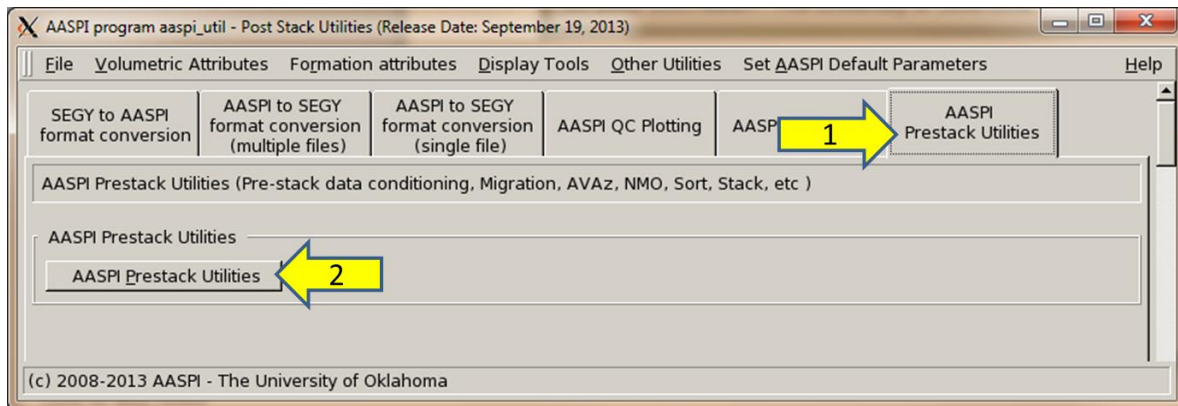 AASPI program aaspi_util - Post Stack Utilities (Release Date: September 19, 2013)
File Volumetric Attributes Formation attributes Display Tools Other Utilities Set AASPI Default Parameters Help
SEGY to AASPI
format conversion
AASPI to SEGY
format conversion
(multiple files)
AASPI to SEGY
format conversion
(single file)
AASPI QC Plotting
AASP
1
AASPI
Prestack Utilities
AASPI Prestack Utilities (Pre-stack data conditioning, Migration, AVAz, NMO, Sort, Stack, etc )
AASPI Prestack Utilities
AASPI Prestack Utilities
2
(c) 2008-2013 AASPI - The University of Oklahoma